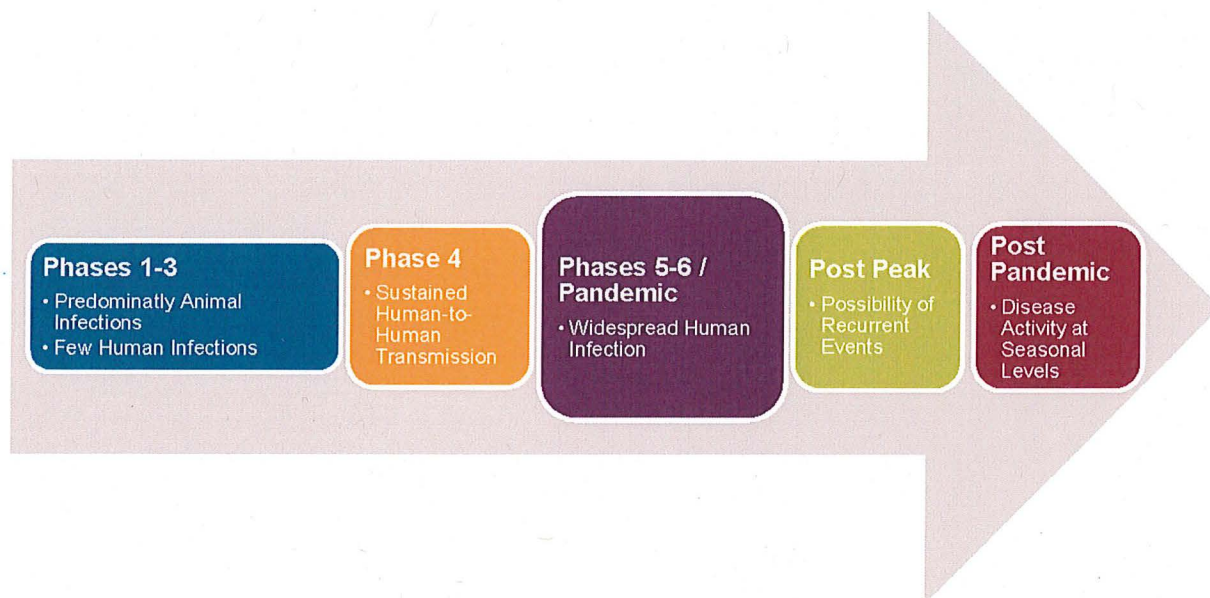 Phases 1-3
• Predominatly Animal
Infections
• Few Human Infections
Phase 4
• Sustained
Human-to-
Human
Transmission
Phases 5-6 /
Pandemic
• Widespread Human
Infection
Post Peak
• Possibility of
Recurrent
Events
Post
Pandemic
• Disease
Activity at
Seasonal
Levels